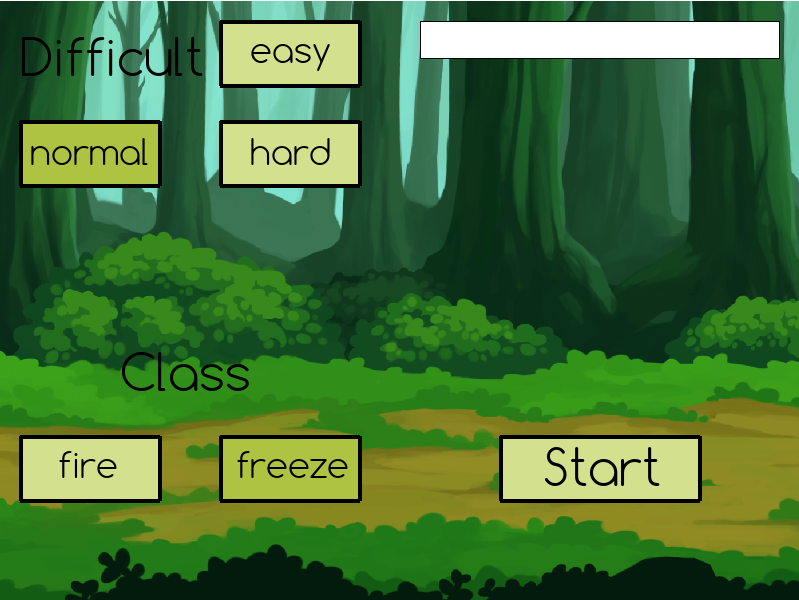 Difficult
easy
normal
hard
Class
fire
freeze
Start